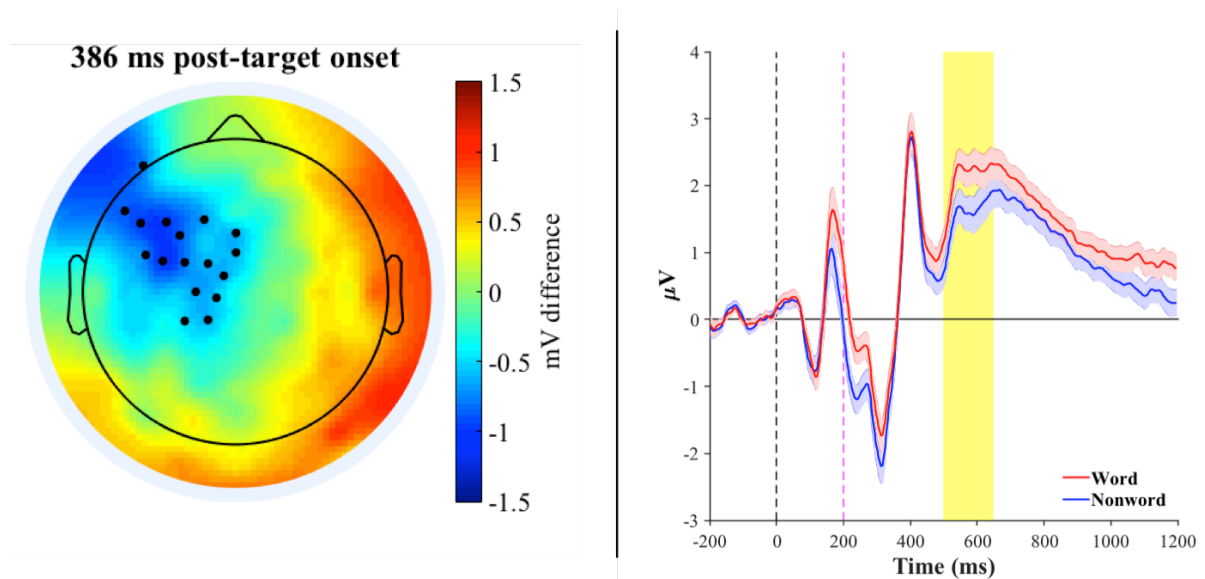 386 ms post-target onset
1.5
1
0.5
0
-0.5
-1
-1.5
mV difference
4
3
2
1
0
-1
-2
-3
μV
Word
Nonword
-200 0 200 400 600 800 1000 1200
Time (ms)